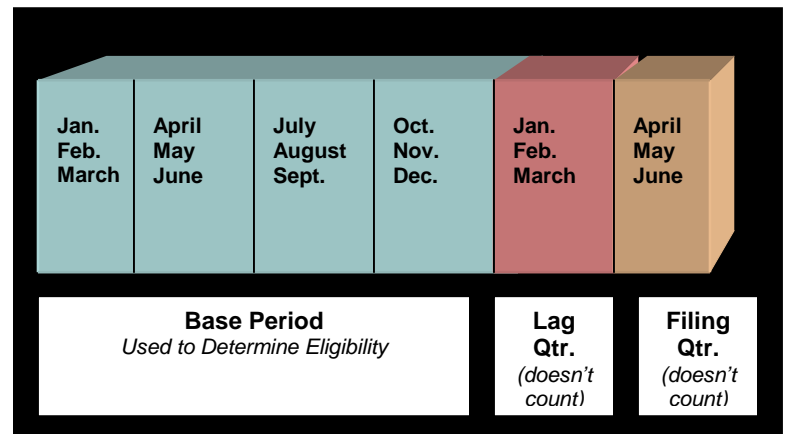 Jan.
Feb.
March
April
May
June
July
August
Sept.
Oct.
Nov.
Dec.
Jan.
Feb.
March
April
May
June
Base Period
Used to Determine Eligibility
Lag
Qtr.
(doesn't
count)
Filing
Qtr.
(doesn't
count)